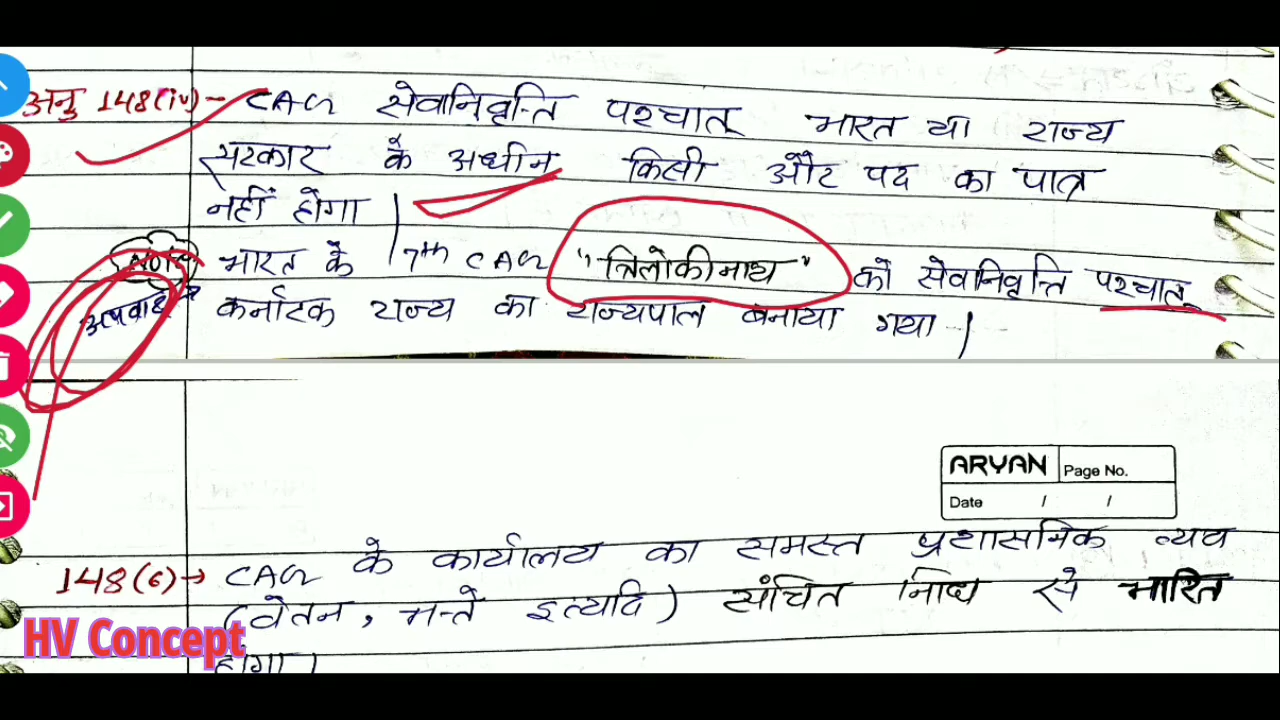 अनु 148(iv) - CAG सेवानिवृत्ति पश्चात् भारत या राज्य
सरकार के अधीन किसी और पद का पात्र
नहीं होगा |
NOTE भारत के 7th CAG "त्रिलोकीनाथ" को सेवानिवृत्ति पश्चात्
अपवाद कर्नाटक राज्य का राज्यपाल बनाया गया |
ARYAN Page No.
Date / /
148(6)→ CAG के कार्यालय का समस्त प्रशासनिक व्यय
(वेतन, भत्ते इत्यादि) संचित निधि से भारित
होगा |
HV Concept